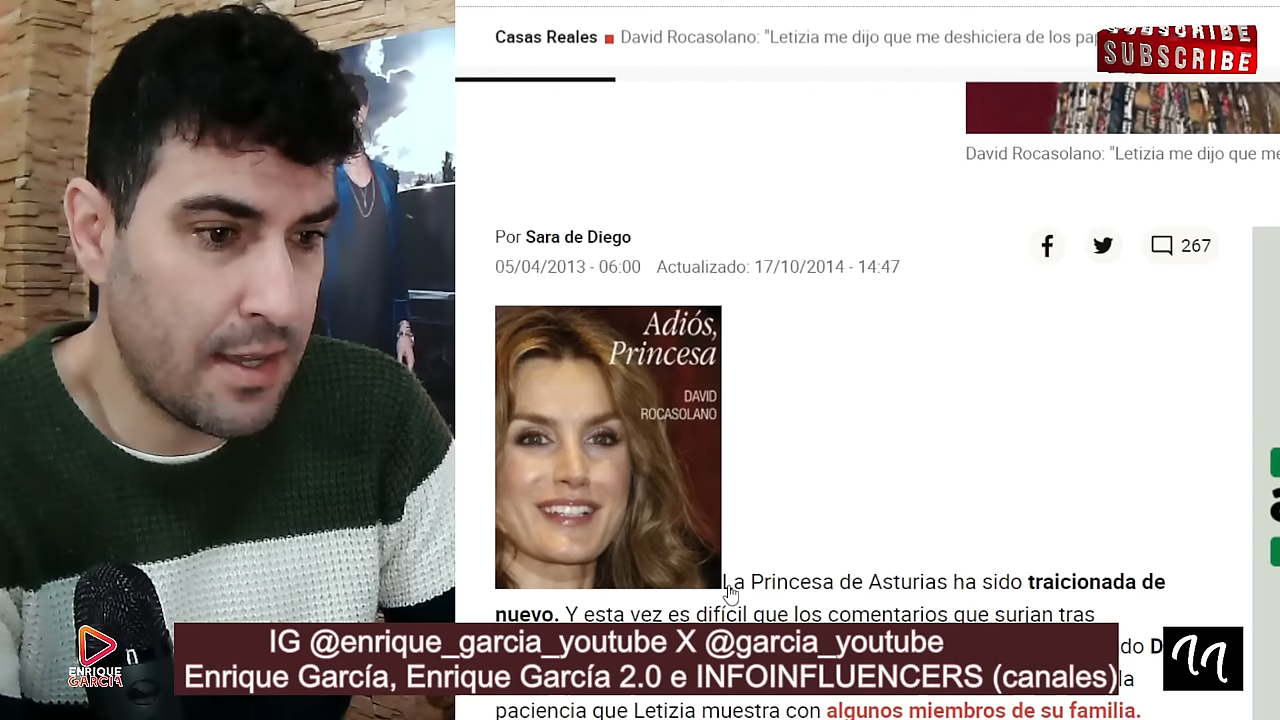 Casas Reales David Rocasolano: "Letizia me dijo que me deshiciera de los pa
SUBSCRIBE
SUBSCRIBE
David Rocasolano: "Letizia me dijo que me
Por Sara de Diego
267
05/04/2013 - 06:00 Actualizado: 17/10/2014 - 14:47
Adiós,
Princesa
DAVID
ROCASOLANO
La Princesa de Asturias ha sido traicionada de
nuevo. Y esta vez es difícil que los comentarios que surjan tras
do D
la
paciencia que Letizia muestra con algunos miembros de su familia.
IG @enrique_garcia_youtube X @garcia_youtube
Enrique García, Enrique García 2.0 e INFOINFLUENCERS (canales)
ENRIQUE
GARCÍA